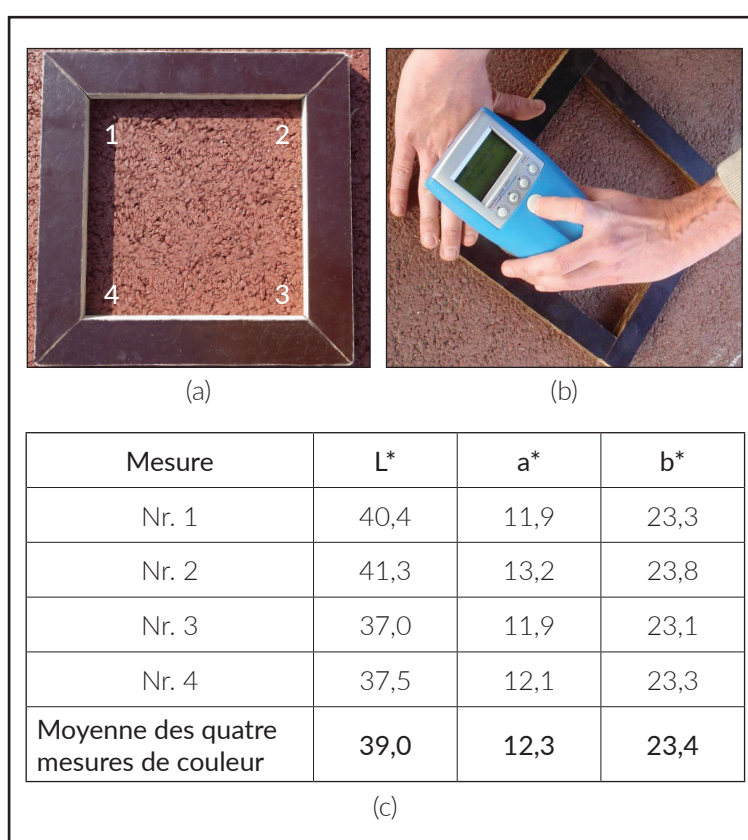 1 2
4 3
(a) (b)
Mesure L* a* b*
Nr. 1 40,4 11,9 23,3
Nr. 2 41,3 13,2 23,8
Nr. 3 37,0 11,9 23,1
Nr. 4 37,5 12,1 23,3
Moyenne des quatre
mesures de couleur 39,0 12,3 23,4
(c)